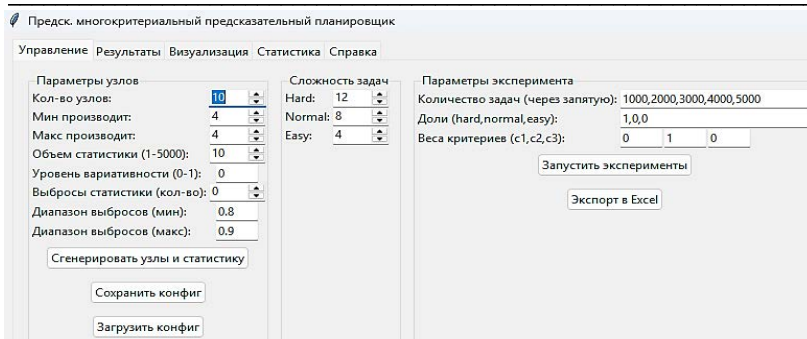 Предск. многокритериальный предсказательный планировщик
Управление Результаты Визуализация Статистика Справка
Параметры узлов
Кол-во узлов: 10
Мин производит: 4
Макс производит: 4
Объем статистики (1-5000): 10
Уровень вариативности (0-1): 0
Выбросы статистики (кол-во): 0
Диапазон выбросов (мин): 0.8
Диапазон выбросов (макс): 0.9
Сгенерировать узлы и статистику
Сохранить конфиг
Загрузить конфиг
Сложность задач
Hard: 12
Normal: 8
Easy: 4
Параметры эксперимента
Количество задач (через запятую): 1000,2000,3000,4000,5000
Доли (hard,normal,easy): 1,0,0
Веса критериев (c1,c2,c3): 0 1 0
Запустить эксперименты
Экспорт в Excel